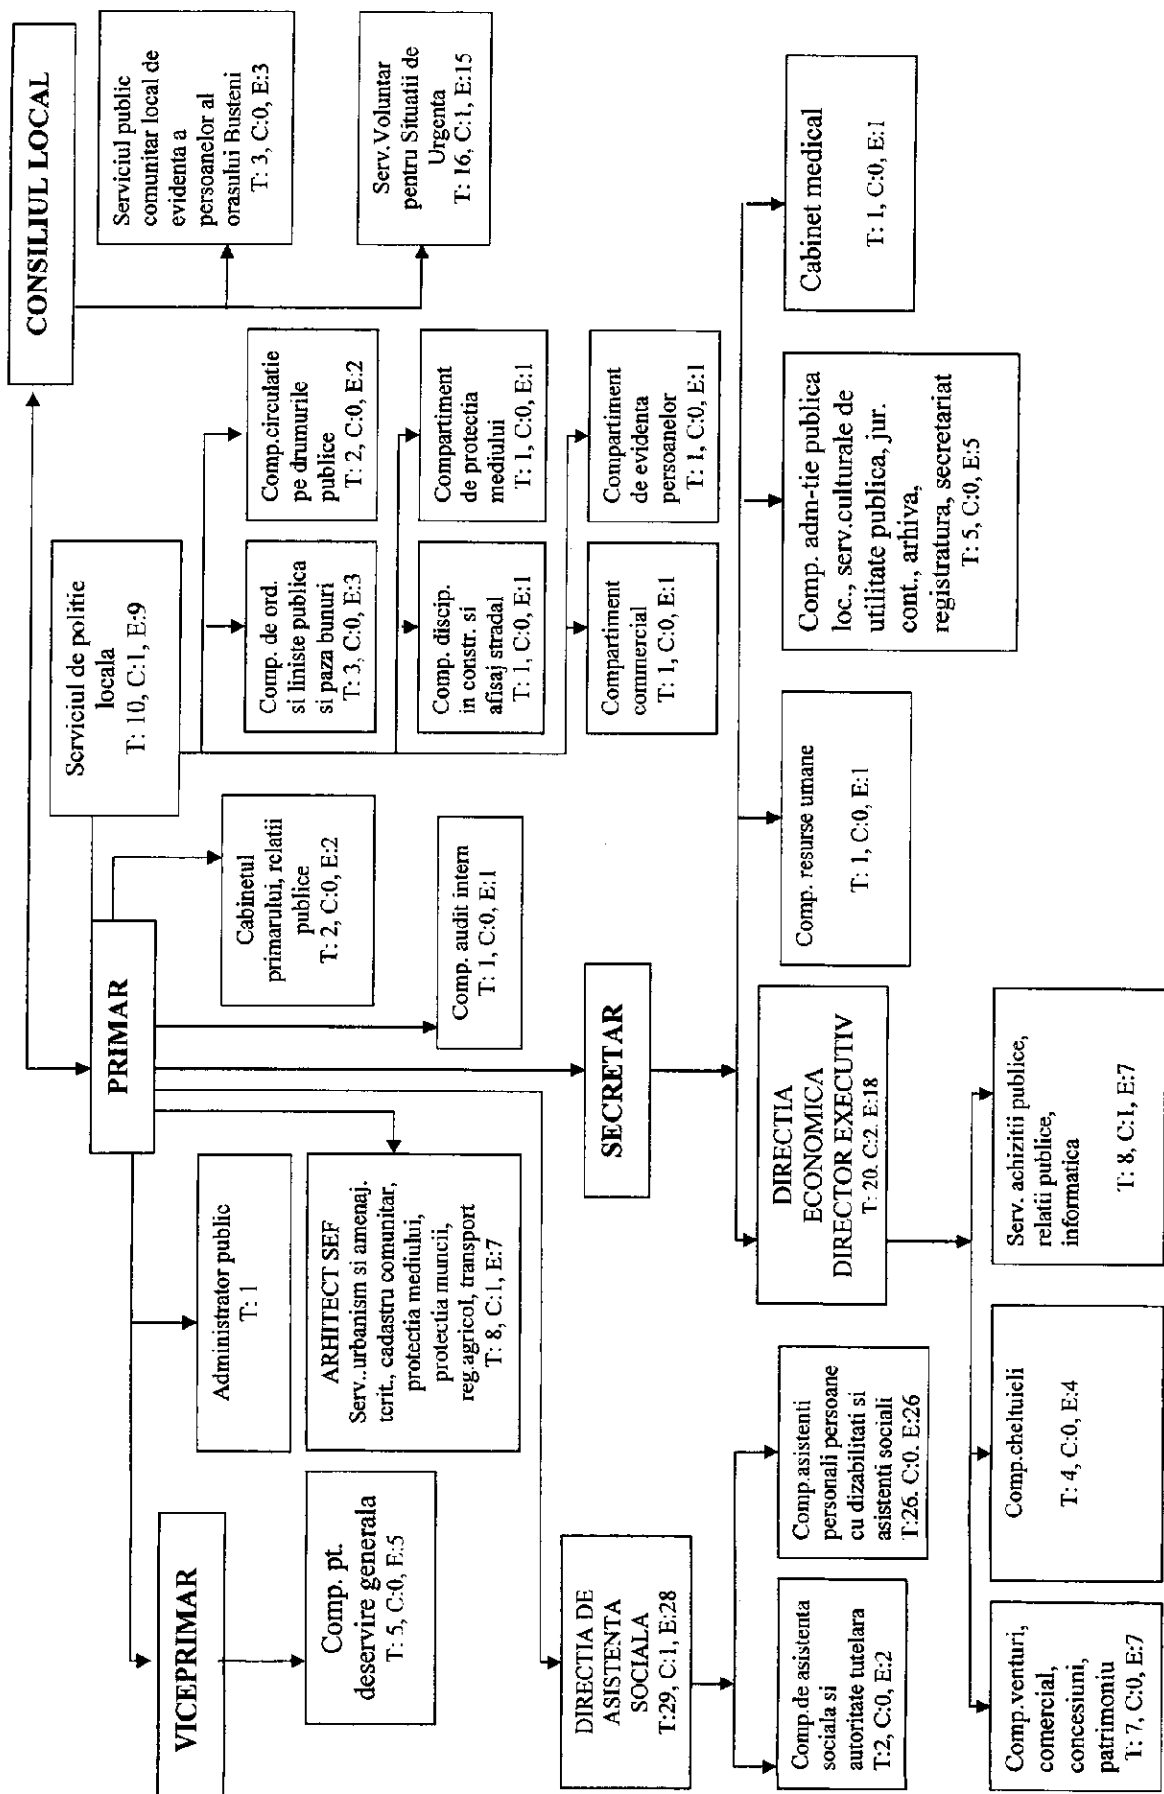 CONSILIUL LOCAL
Serviciul public
comunitar local de
evidenta a
persoanelor al
orasului Busteni
T: 3, C:0, E:3
Serv.Voluntar
pentru Situatii de
Urgenta
T: 16, C:1, E:15
PRIMAR
Serviciul de politie
locala
T: 10, C:1, E:9
Comp. de ord.
si liniste publica
si paza bunuri
T: 3, C:0, E:3
Comp.circulatie
pe drumurile
publice
T: 2, C:0, E:2
Comp. discip.
in constr. si
afisaj stradal
T: 1, C:0, E:1
Compartiment
de protectia
mediului
T: 1, C:0, E:1
Compartiment
commercial
T: 1, C:0, E:1
Compartiment
de evidenta
persoanelor
T: 1, C:0, E:1
Cabinetul
primarului, relatii
publice
T: 2, C:0, E:2
Comp. audit intern
T: 1, C:0, E:1
VICEPRIMAR
Comp. pt.
deservire generala
T: 5, C:0, E:5
Administrator public
T: 1
ARHITECT SEF
Serv..urbanism si amenaj.
terit., cadastru comunitar,
protectia mediului,
protectia muncii,
reg.agricol, transport
T: 8, C:1, E:7
DIRECTIA DE
ASISTENTA
SOCIALA
T:29, C:1, E:28
Comp.de asistenta
sociala si
autoritate tutelara
T:2, C:0, E:2
Comp.asistenti
personali persoane
cu dizabilitati si
asistenti sociali
T:26. C:0. E:26
SECRETAR
DIRECTIA
ECONOMICA
DIRECTOR EXECUTIV
T: 20. C:2. E:18
Comp. resurse umane
T: 1, C:0, E:1
Comp. adm-tie publica
loc., serv.culturale de
utilitate publica, jur.
cont., arhiva,
registratura, secretariat
T: 5, C:0, E:5
Cabinet medical
T: 1, C:0, E:1
Comp.venturi,
comercial,
concesiuni,
patrimoniu
T: 7, C:0, E:7
Comp.cheltuieli
T: 4, C:0, E:4
Serv. achizitii publice,
relatii publice,
informatica
T: 8, C:1, E:7